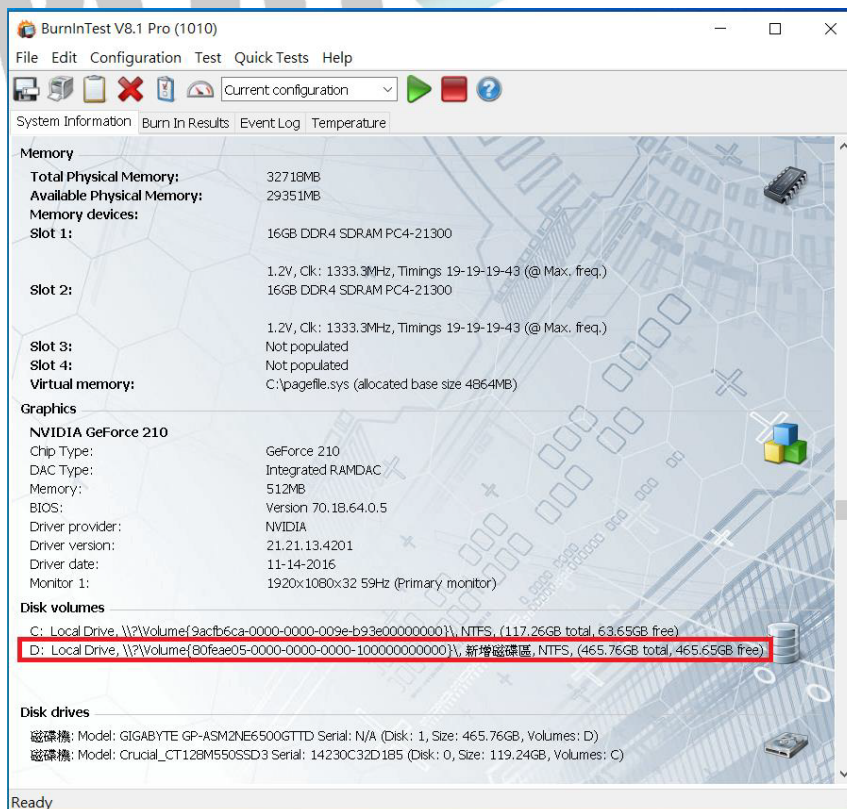 BurnInTest V8.1 Pro (1010)
File Edit Configuration Test Quick Tests Help
Current configuration
System Information Burn In Results Event Log Temperature
Memory
Total Physical Memory: 32718MB
Available Physical Memory: 29351MB
Memory devices:
Slot 1: 16GB DDR4 SDRAM PC4-21300
1.2V, Clk: 1333.3MHz, Timings 19-19-19-43 (@ Max. freq.)
Slot 2: 16GB DDR4 SDRAM PC4-21300
1.2V, Clk: 1333.3MHz, Timings 19-19-19-43 (@ Max. freq.)
Slot 3: Not populated
Slot 4: Not populated
Virtual memory: C:\pagefile.sys (allocated base size 4864MB)
Graphics
NVIDIA GeForce 210
Chip Type: GeForce 210
DAC Type: Integrated RAMDAC
Memory: 512MB
BIOS: Version 70.18.64.0.5
Driver provider: NVIDIA
Driver version: 21.21.13.4201
Driver date: 11-14-2016
Monitor 1: 1920x1080x32 59Hz (Primary monitor)
Disk volumes
C: Local Drive, \\?\Volume{9acfb6ca-0000-0000-009e-b93e00000000}\, NTFS, (117.26GB total, 63.65GB free)
D: Local Drive, \\?\Volume{80feae05-0000-0000-0000-100000000000}\, 新增磁碟區, NTFS, (465.76GB total, 465.65GB free)
Disk drives
磁碟機: Model: GIGABYTE GP-ASM2NE6500GTTD Serial: N/A (Disk: 1, Size: 465.76GB, Volumes: D)
磁碟機: Model: Crucial_CT128M550SSD3 Serial: 14230C32D185 (Disk: 0, Size: 119.24GB, Volumes: C)
Ready